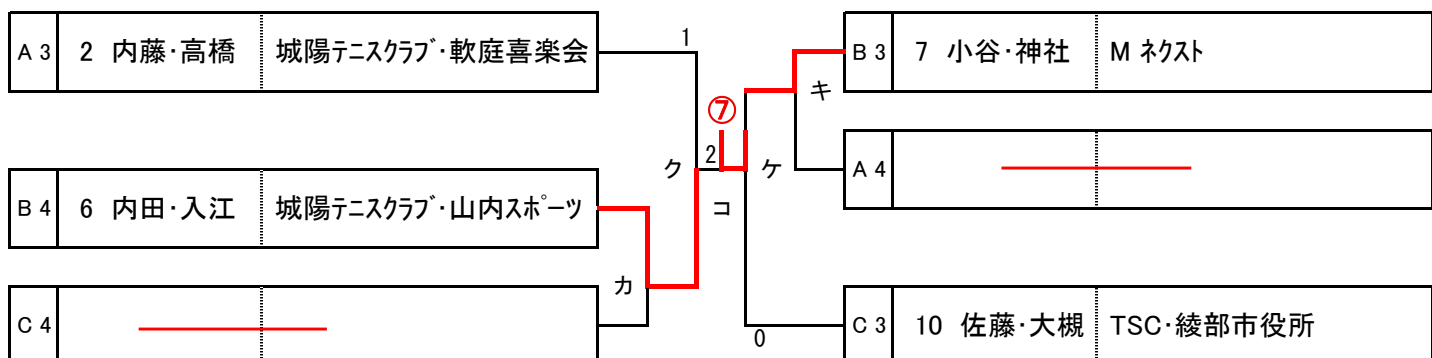 A 3 2 内藤・高橋 城陽テニスクラブ・軟庭喜楽会
1
B 3 7 小谷・神社 M ネクスト
キ
⑦
A 4
ク 2 ケ
B 4 6 内田・入江 城陽テニスクラブ・山内スポーツ
コ
カ
C 4
0
C 3 10 佐藤・大槻 TSC・綾部市役所